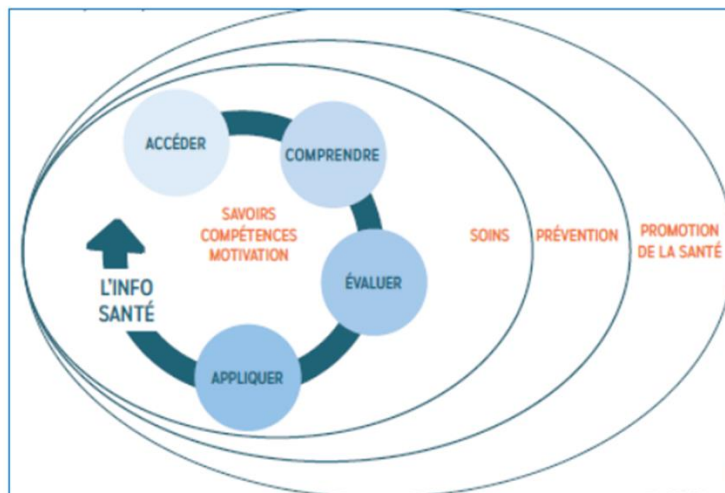 ACCÉDER
COMPRENDRE
SAVOIRS
COMPÉTENCES
MOTIVATION
SOINS
PRÉVENTION
PROMOTION
DE LA SANTÉ
L'INFO
SANTÉ
ÉVALUER
APPLIQUER